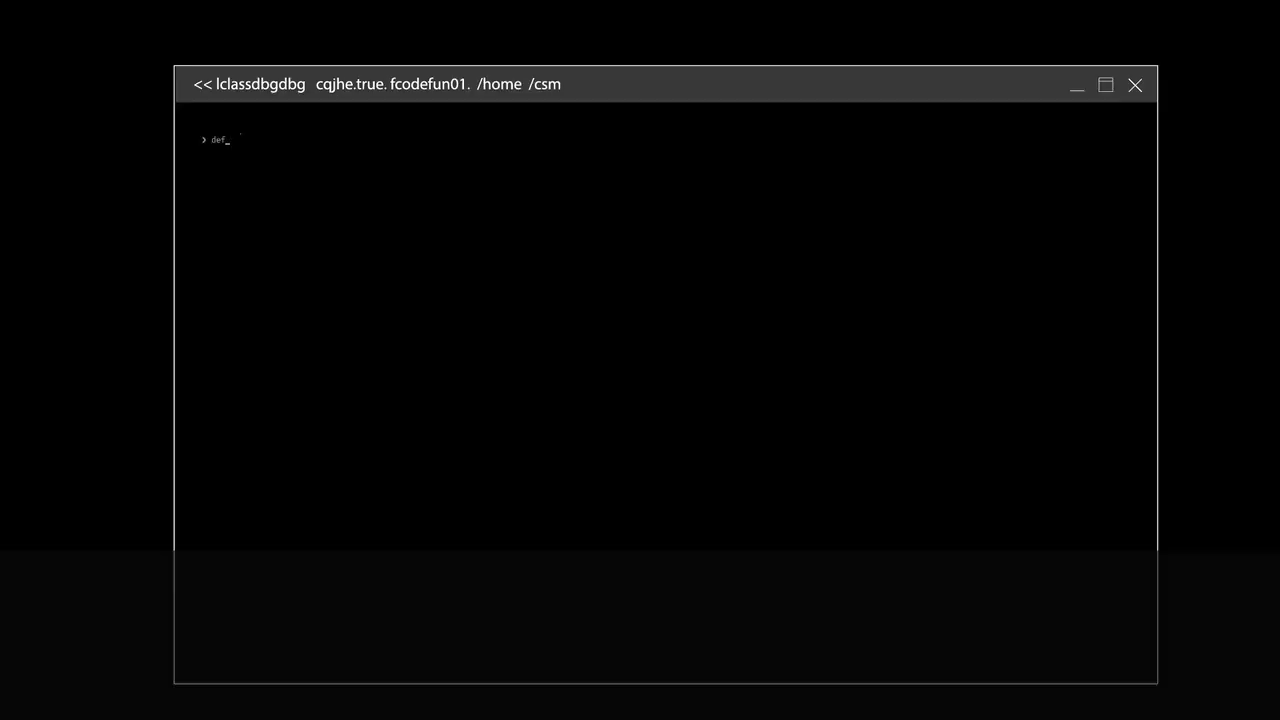 << lclassdbgdbg cqjhe.true. fcodefun01. /home /csm
❯ def_